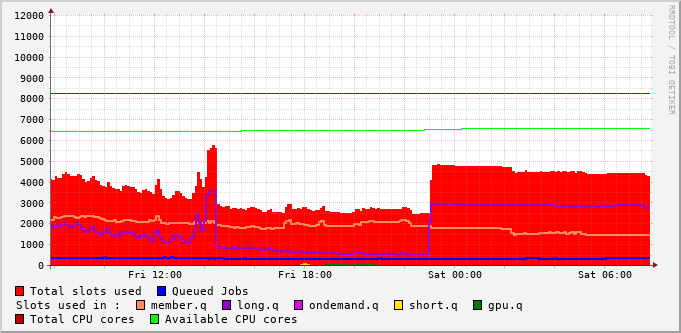 12000
11000
10000
9000
8000
7000
6000
5000
4000
3000
2000
1000
0
Fri 12:00 Fri 18:00 Sat 00:00 Sat 06:00
Total slots used Queued Jobs
Slots used in : member.q long.q ondemand.q short.q gpu.q
Total CPU cores Available CPU cores
RRDTOOL / TOBI OETIKER